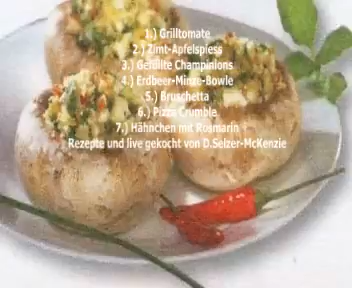 1.) Grilltomate
2.) Zimt-Apfelspiess
3.) Gefüllte Champinions
4.) Erdbeer-Minze-Bowle
5.) Bruschetta
6.) Pizza Crumble
7.) Hähnchen mit Rosmarin
Rezepte und live gekocht von D.Selzer-McKenzie